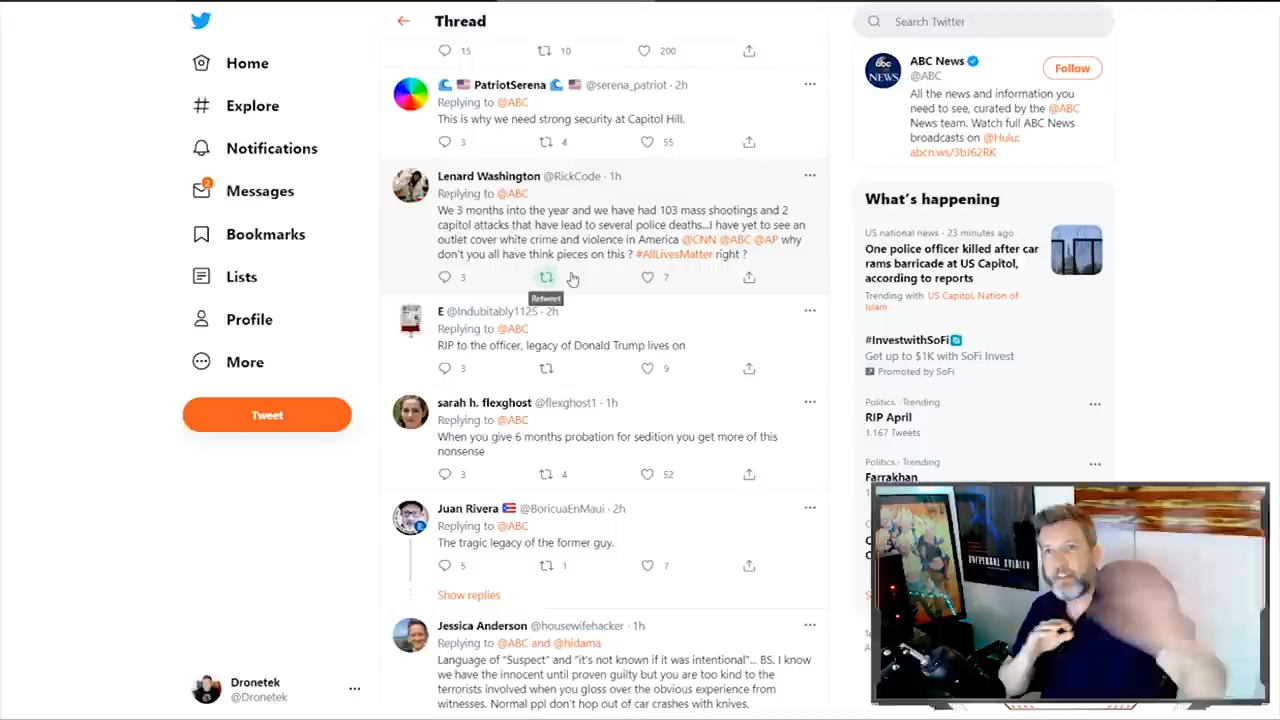 Home
Explore
Notifications
2
Messages
Bookmarks
Lists
Profile
More
Tweet
Dronetek
@Dronetek
Thread
15 10 200
PatriotSerena @serena_patriot · 2h
Replying to @ABC
This is why we need strong security at Capitol Hill.
3 4 55
Lenard Washington @RickCode · 1h
Replying to @ABC
We 3 months into the year and we have had 103 mass shootings and 2
capitol attacks that have lead to several police deaths...I have yet to see an
outlet cover white crime and violence in America @CNN @ABC @AP why
don't you all have think pieces on this ? #AllLivesMatter right ?
3 7
Retweet
E @Indubitably1125 · 2h
Replying to @ABC
RIP to the officer, legacy of Donald Trump lives on
3 9
sarah h. flexghost @flexghost1 · 1h
Replying to @ABC
When you give 6 months probation for sedition you get more of this
nonsense
3 4 52
Juan Rivera @BoricuaEnMaui · 2h
Replying to @ABC
The tragic legacy of the former guy.
5 1 7
Show replies
Jessica Anderson @housewifehacker · 1h
Replying to @ABC and @hidama
Language of "Suspect" and "it's not known if it was intentional"... BS. I know
we have the innocent until proven guilty but you are too kind to the
terrorists involved when you gloss over the obvious experience from
witnesses. Normal ppl don't hop out of car crashes with knives.
Search Twitter
abc
NEWS
ABC News
@ABC
Follow
All the news and information you
need to see, curated by the @ABC
News team. Watch full ABC News
broadcasts on @Hulu:
abcn.ws/3bJ62RK
What's happening
US national news · 23 minutes ago
One police officer killed after car
rams barricade at US Capitol,
according to reports
Trending with US Capitol, Nation of
Islam
#InvestwithSoFi
Get up to $1K with SoFi Invest
Promoted by SoFi
Politics · Trending
RIP April
1,167 Tweets
Politics · Trending
Farrakhan
UNIVERSAL SOLDIER